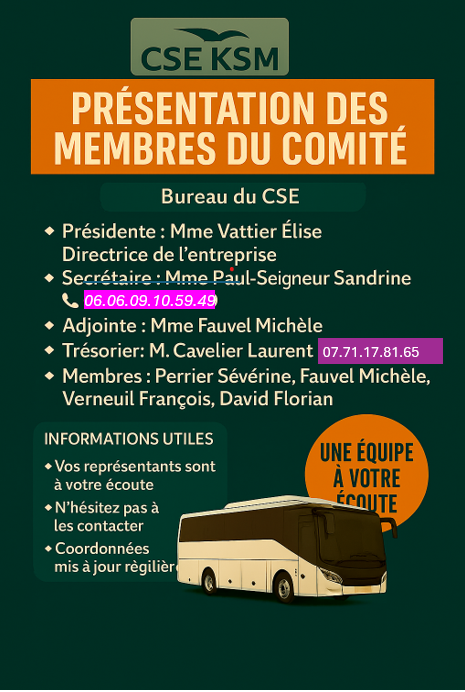 CSE KSM
PRÉSENTATION DES
MEMBRES DU COMITÉ
Bureau du CSE
Présidente : Mme Vattier Élise
Directrice de l'entreprise
Secrétaire : Mme Paul-Seigneur Sandrine
06.06.09.10.59.49
Adjointe : Mme Fauvel Michèle
Trésorier: M. Cavelier Laurent 07.71.17.81.65
Membres : Perrier Sévérine, Fauvel Michèle,
Verneuil François, David Florian
INFORMATIONS UTILES
Vos représentants sont
à votre écoute
N'hésitez pas à
les contacter
Coordonnées
mis à jour règilièr
UNE ÉQUIPE
À VOTRE
ÉCOUTE